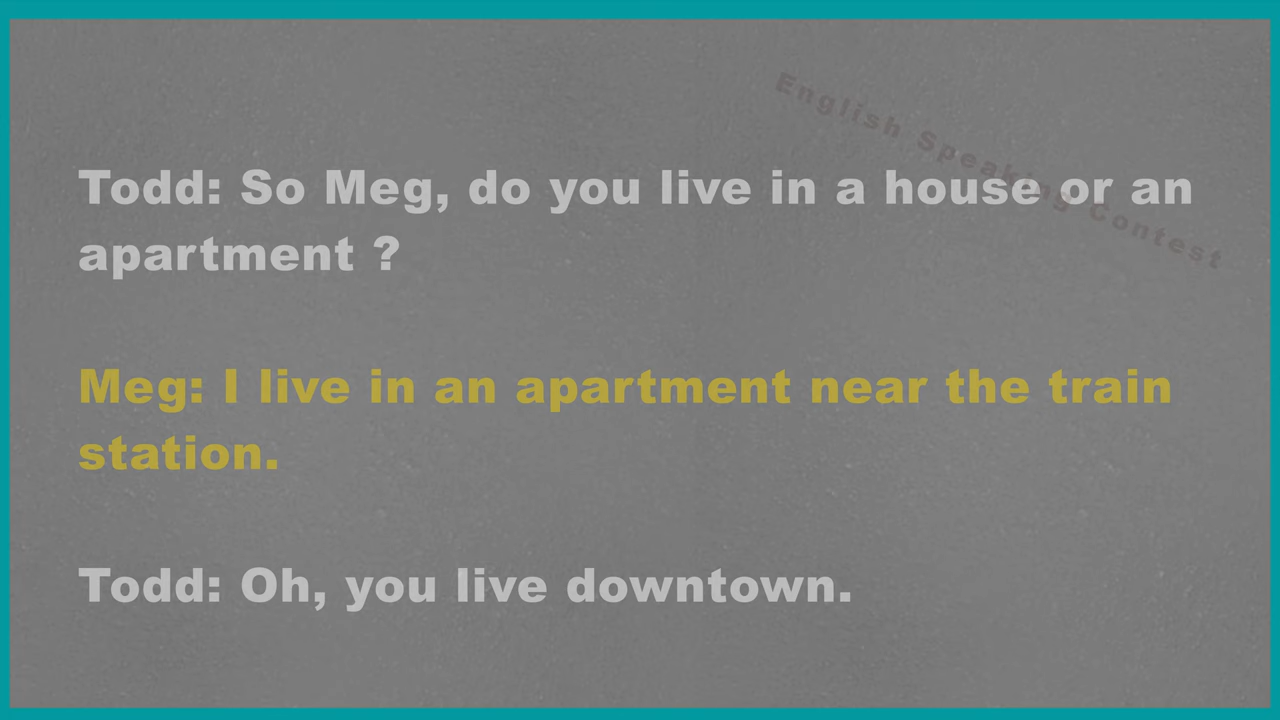 English Speaking Contest
Todd: So Meg, do you live in a house or an
apartment ?
Meg: I live in an apartment near the train
station.
Todd: Oh, you live downtown.